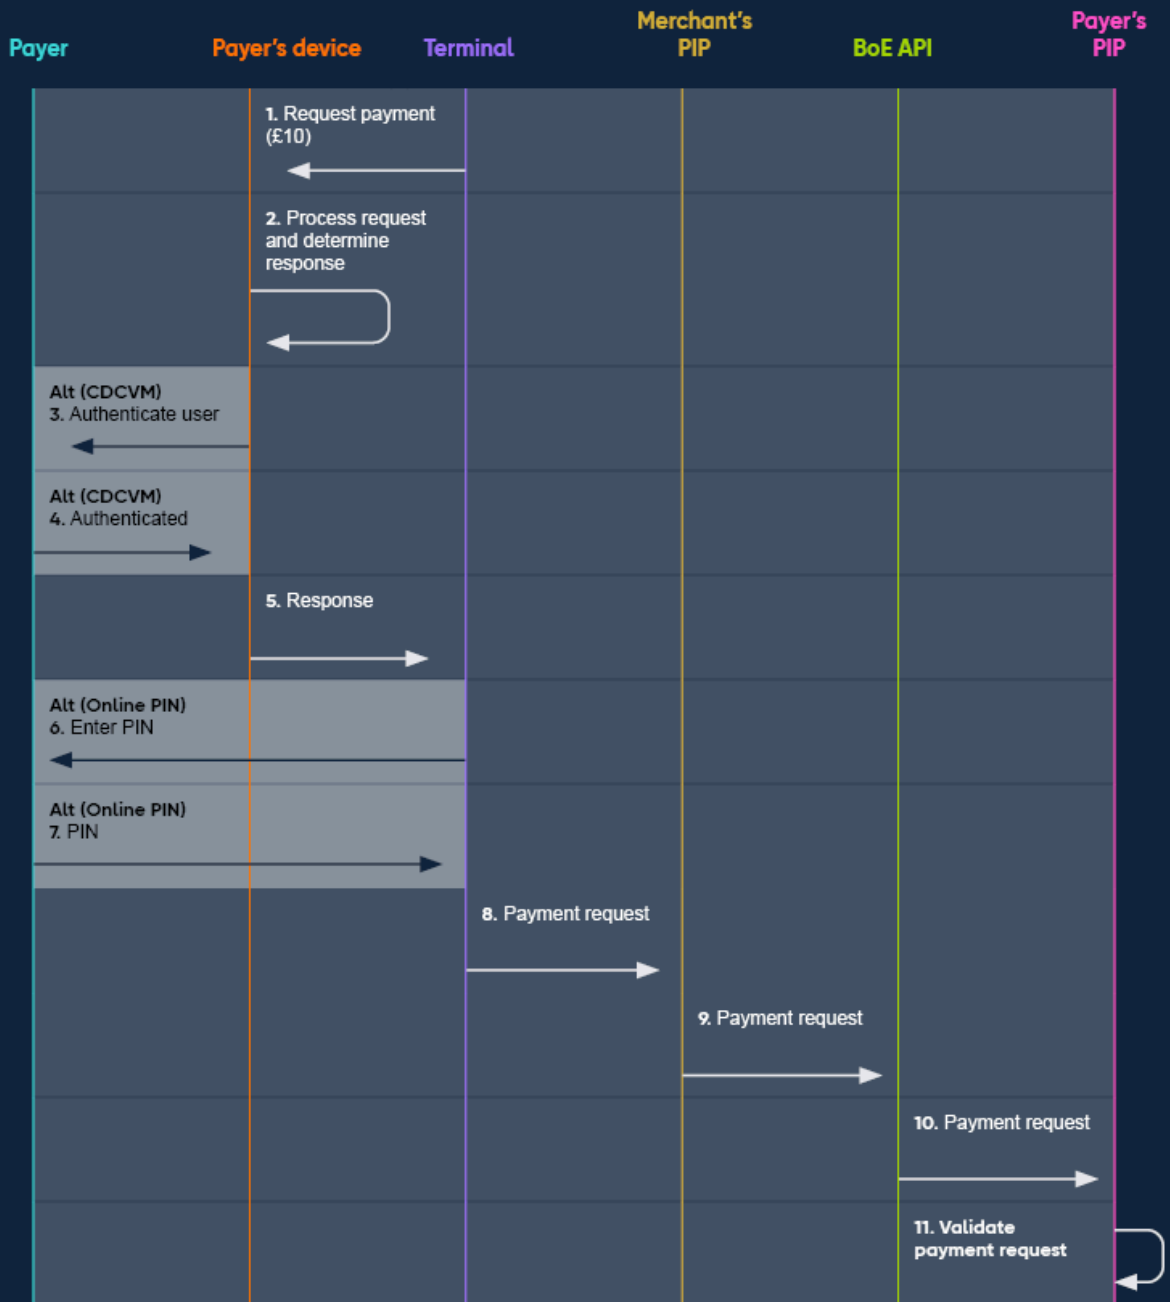 Payer
Payer's device
Terminal
Merchant's
PIP
BoE API
Payer's
PIP
1. Request payment
(£10)
2. Process request
and determine
response
Alt (CDCVM)
3. Authenticate user
Alt (CDCVM)
4. Authenticated
5. Response
Alt (Online PIN)
6. Enter PIN
Alt (Online PIN)
7. PIN
8. Payment request
9. Payment request
10. Payment request
11. Validate
payment request